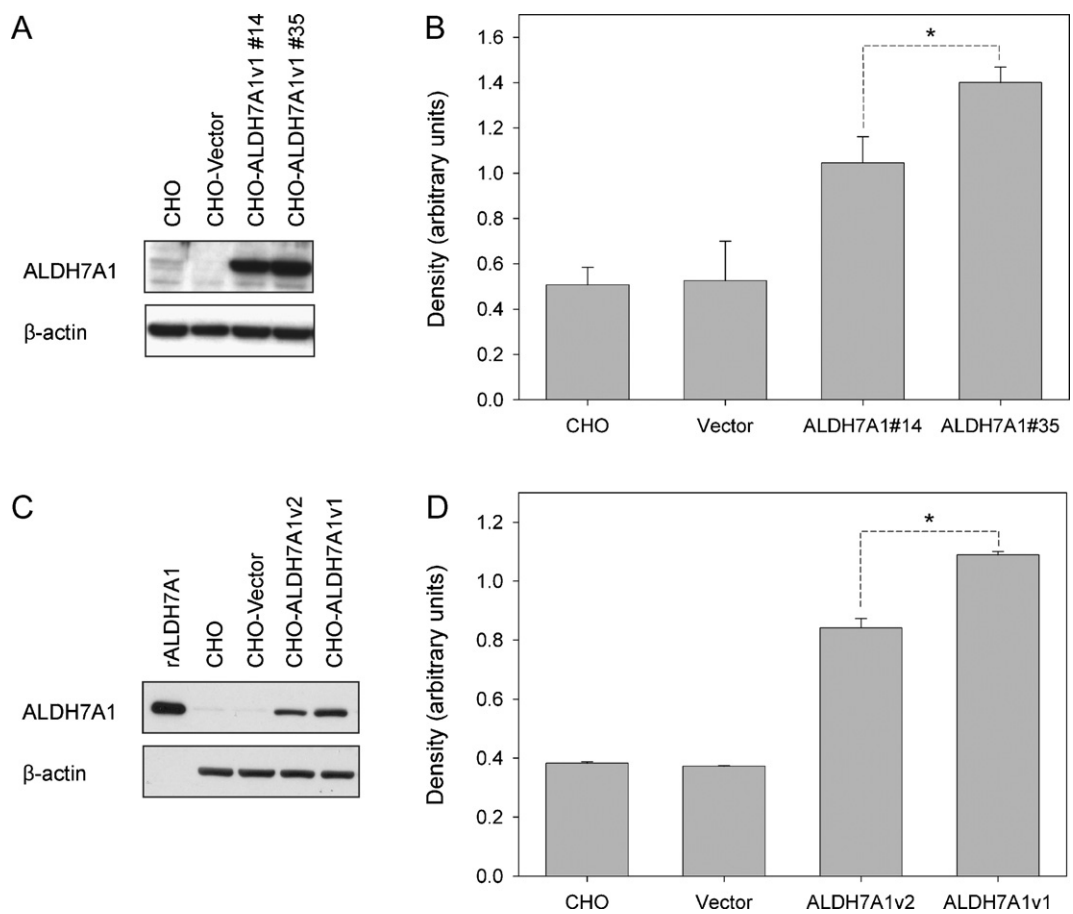 A
CHO
CHO-Vector
CHO-ALDH7A1v1 #14
CHO-ALDH7A1v1 #35
ALDH7A1
β-actin
B
Density (arbitrary units)
1.6
1.4
1.2
1.0
0.8
0.6
0.4
0.2
0.0
*
CHO
Vector
ALDH7A1#14
ALDH7A1#35
C
rALDH7A1
CHO
CHO-Vector
CHO-ALDH7A1v2
CHO-ALDH7A1v1
ALDH7A1
β-actin
D
Density (arbitrary units)
1.2
1.0
0.8
0.6
0.4
0.2
0.0
*
CHO
Vector
ALDH7A1v2
ALDH7A1v1